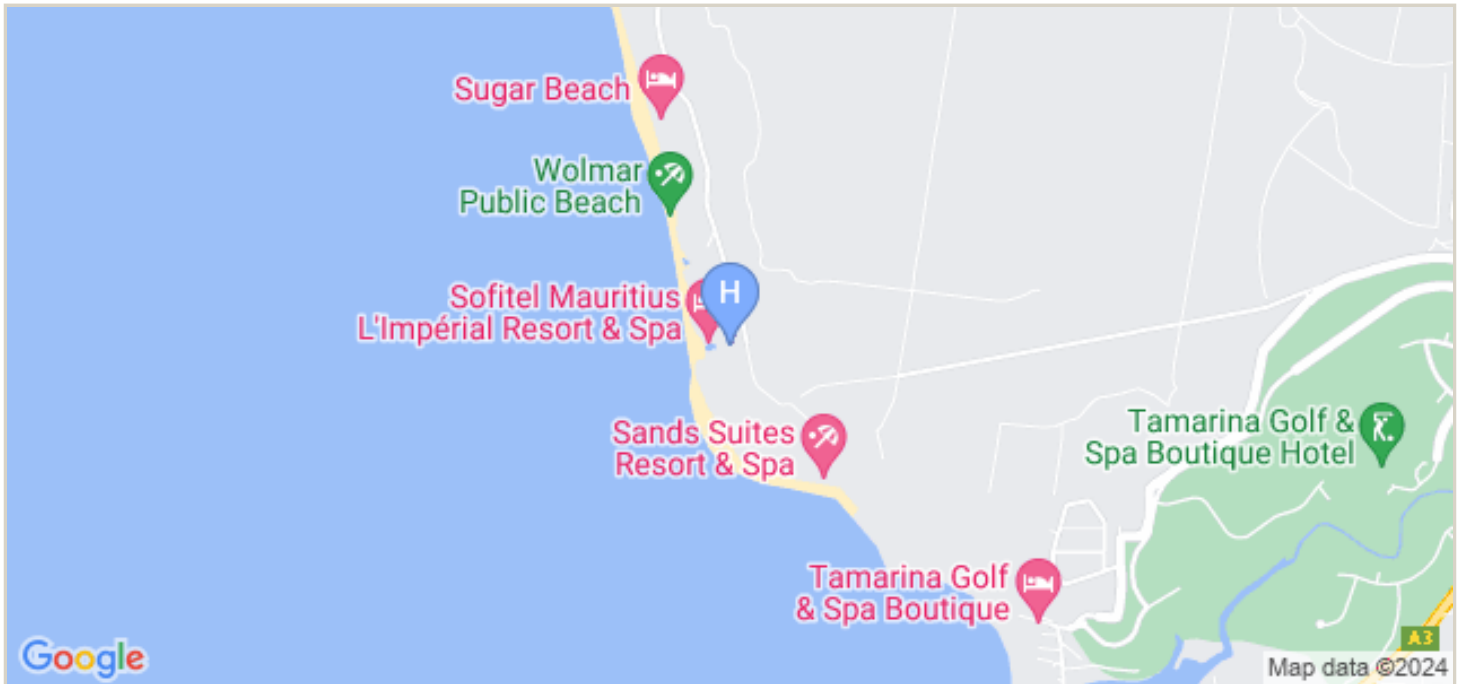 Sugar Beach
Wolmar
Public Beach
Sofitel Mauritius
L'Impérial Resort & Spa
H
Sands Suites
Resort & Spa
Tamarina Golf &
Spa Boutique Hotel
Tamarina Golf
& Spa Boutique
A3
Google
Map data ©2024